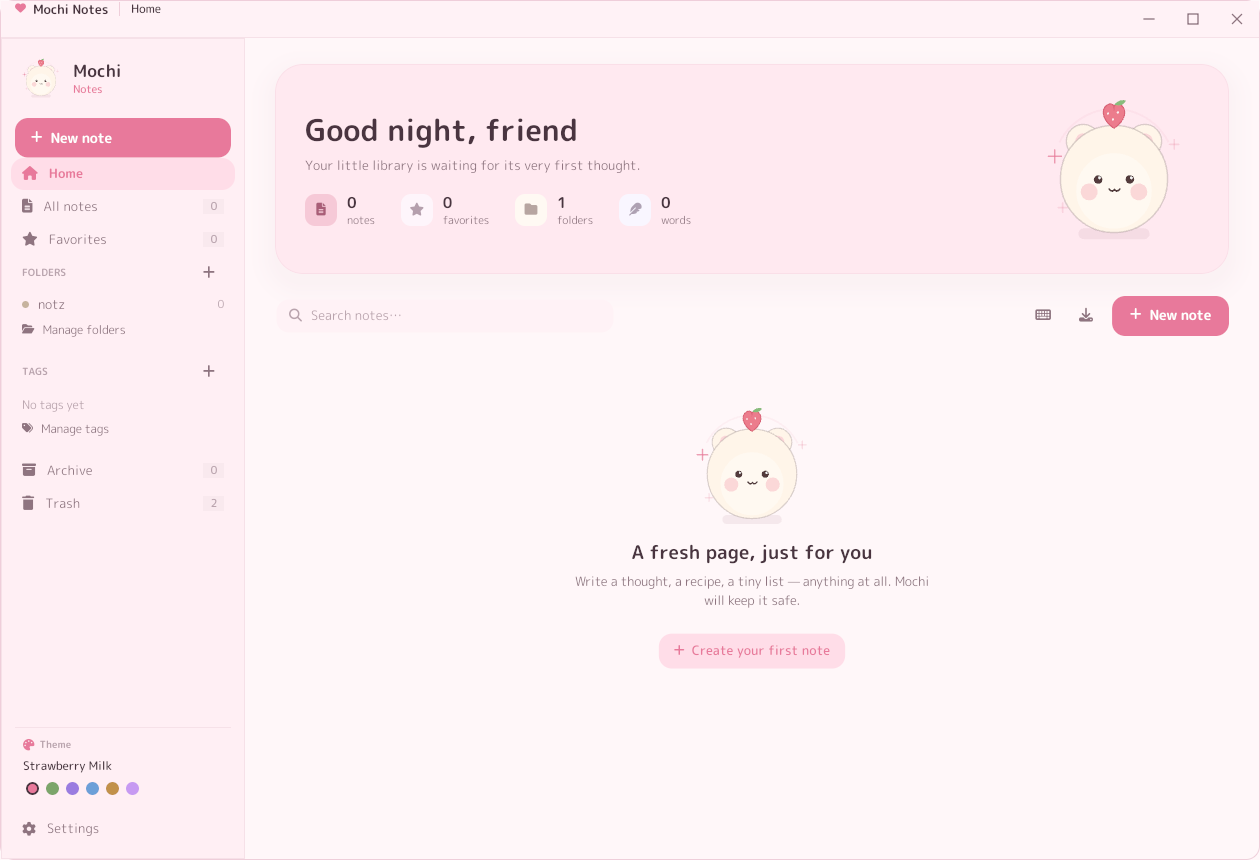 Mochi Notes
Home
Mochi
Notes
New note
Home
All notes 0
Favorites 0
FOLDERS
notz 0
Manage folders
TAGS
No tags yet
Manage tags
Archive 0
Trash 2
Theme
Strawberry Milk
Settings
Good night, friend
Your little library is waiting for its very first thought.
0 notes
0 favorites
1 folders
0 words
Search notes···
New note
A fresh page, just for you
Write a thought, a recipe, a tiny list — anything at all. Mochi
will keep it safe.
Create your first note